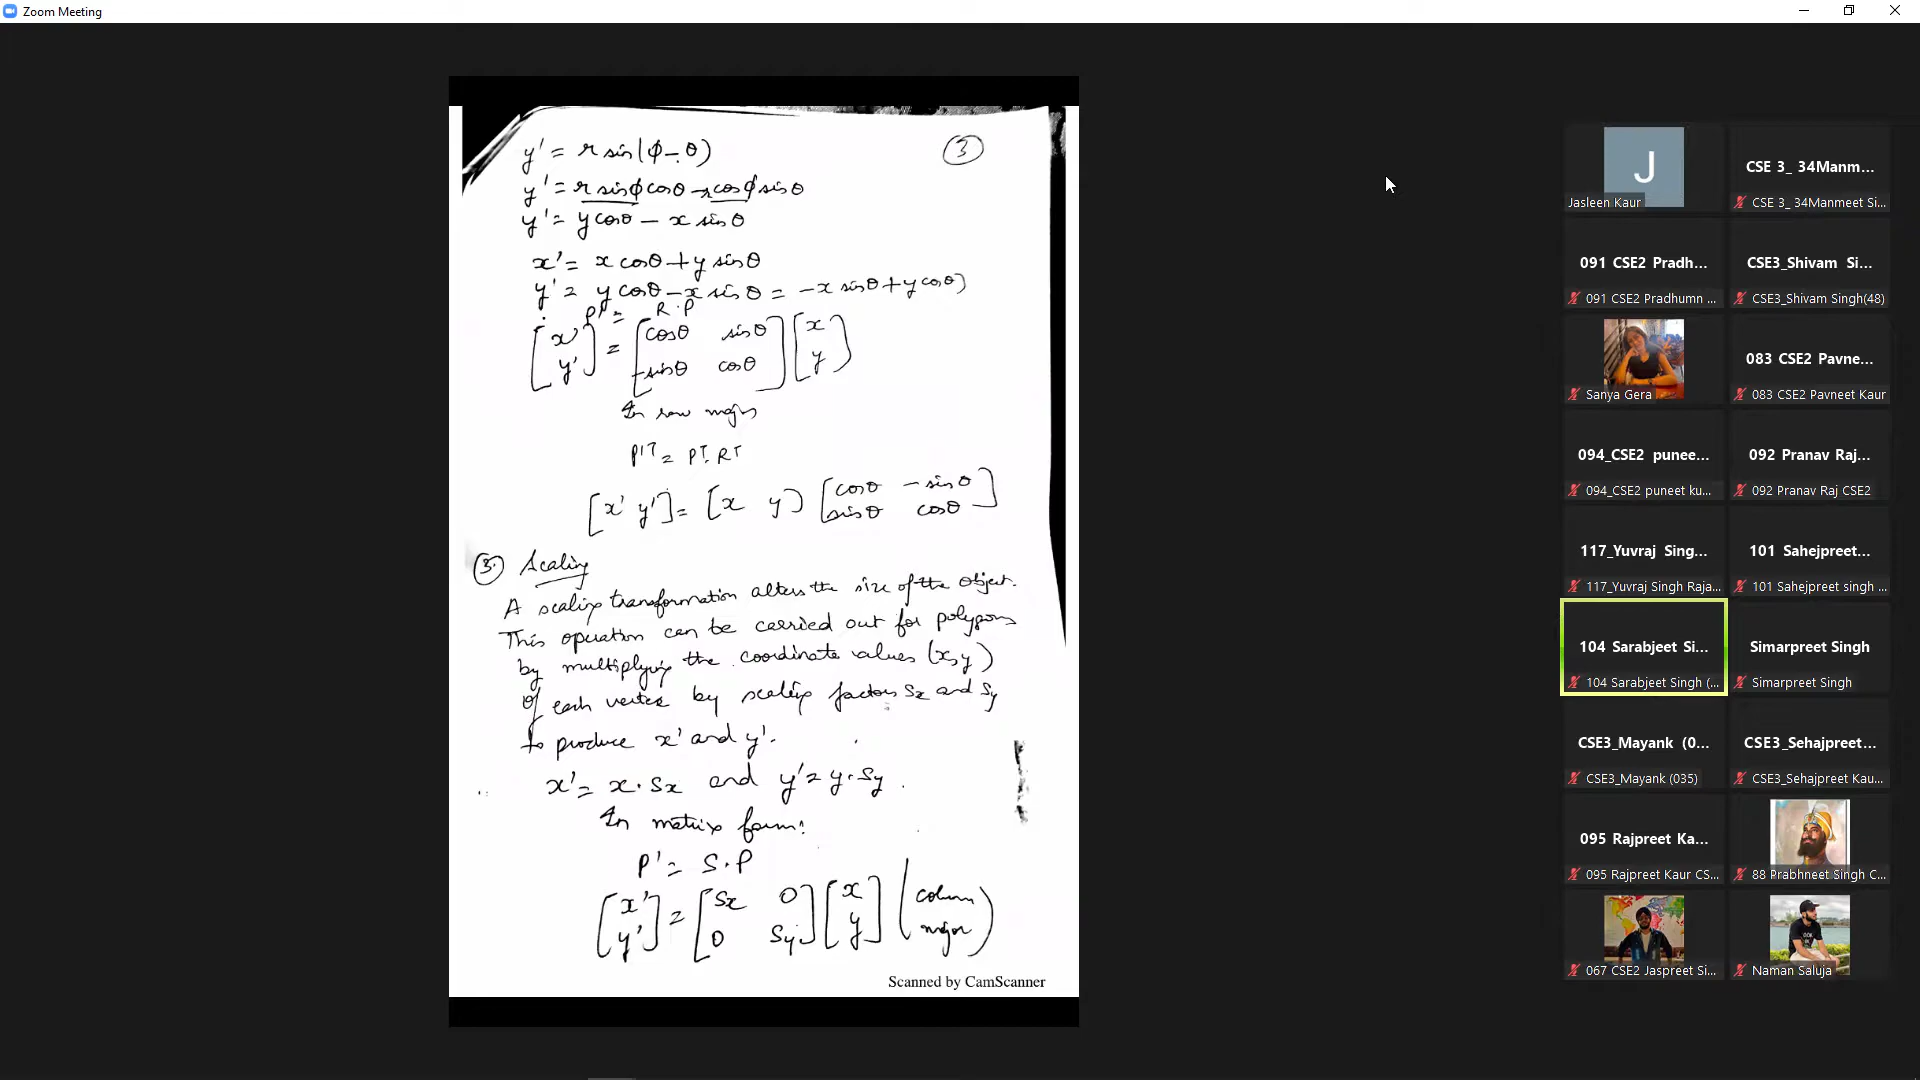 Zoom Meeting
3
y' = r sin(ϕ - θ)
y' = r sinϕ cosθ - r cosϕ sinθ
y' = y cosθ - x sinθ
x' = x cosθ + y sinθ
y' = y cosθ - x sinθ = -x sinθ + y cosθ)
P' = R·P
[x' y'] = [cosθ sinθ -sinθ cosθ] [x y]
In row major
P'T = PT. RT
[x' y'] = [x y] [cosθ - sinθ sinθ cosθ]
3. Scaling
A scaling transformation alters the size of the object.
This operation can be carried out for polygons
by multiplying the coordinate values (x,y)
of each vertex by scaling factors Sx and Sy
to produce x' and y'.
x' = x. Sx and y' = y. Sy.
In matrix form:
P' = S.P
[x' y'] = [Sx 0 0 Sy] [x y] (column major)
Scanned by CamScanner
J
Jasleen Kaur
CSE 3_ 34Manm...
CSE 3_ 34Manmeet Si...
091 CSE2 Pradh...
091 CSE2 Pradhumn ...
CSE3_Shivam Si...
CSE3_Shivam Singh(48)
Sanya Gera
083 CSE2 Pavne...
083 CSE2 Pavneet Kaur
094_CSE2 punee...
094_CSE2 puneet ku...
092 Pranav Raj...
092 Pranav Raj CSE2
117_Yuvraj Sing...
117_Yuvraj Singh Raja...
101 Sahejpreet...
101 Sahejpreet singh ...
104 Sarabjeet Si...
104 Sarabjeet Singh (...
Simarpreet Singh
Simarpreet Singh
CSE3_Mayank (0...
CSE3_Mayank (035)
CSE3_Sehajpreet...
CSE3_Sehajpreet Kau...
095 Rajpreet Ka...
095 Rajpreet Kaur CS...
88 Prabhneet Singh C...
067 CSE2 Jaspreet Si...
Naman Saluja